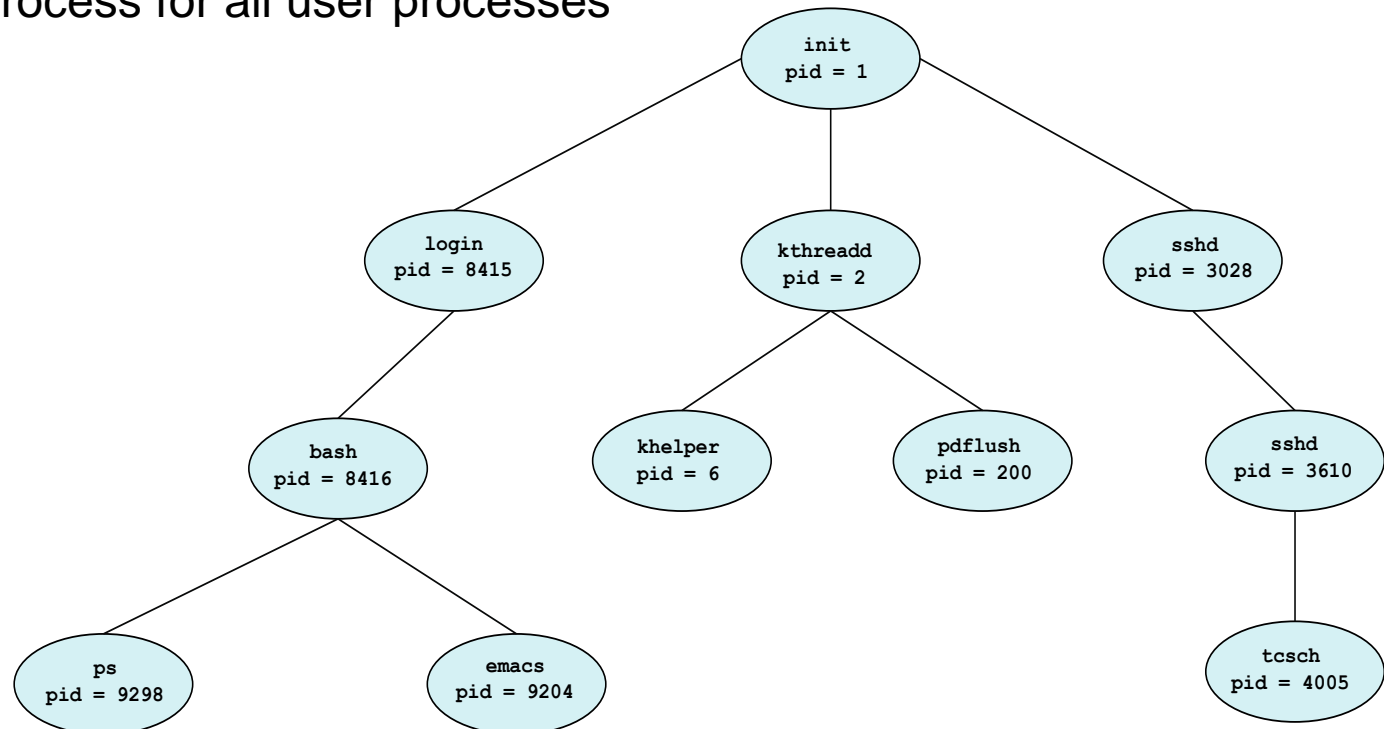 rocess for all user processes
init
pid = 1
login
pid = 8415
kthreadd
pid = 2
sshd
pid = 3028
bash
pid = 8416
khelper
pid = 6
pdflush
pid = 200
sshd
pid = 3610
ps
pid = 9298
emacs
pid = 9204
tcsch
pid = 4005